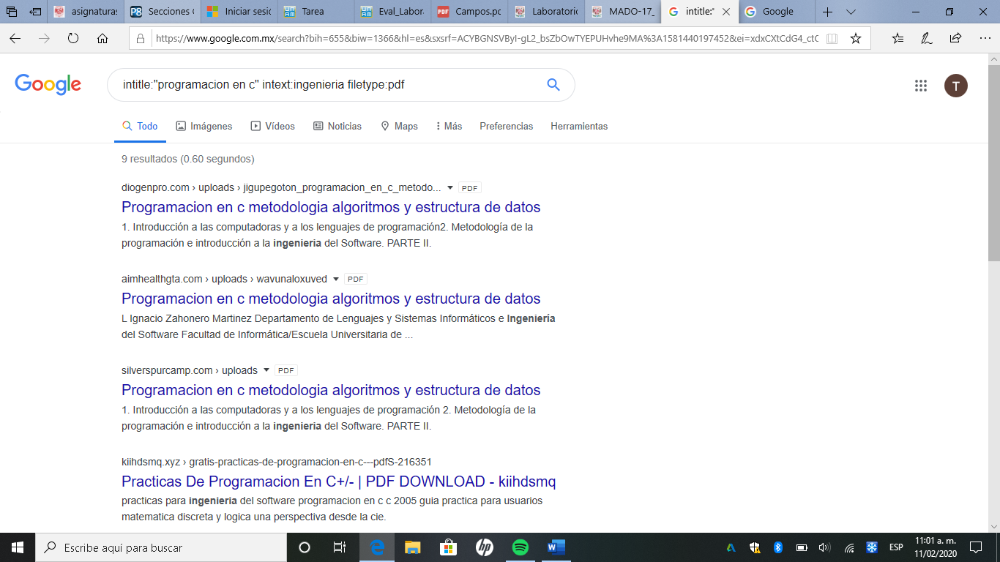 asignaturas
P8 Secciones C
Iniciar sesic
Tarea
Eval_Labora
PDF Campos.pc
Laboratoric
MADO-17_
intitle:"
Google
https://www.google.com.mx/search?bih=655&biw=1366&hl=es&sxsrf=ACYBGNSVByI-gL2_bsZbOwTYEPUHvhe9MA%3A1581440197452&ei=xdxCXtCdG4_ctC
Google
intitle:"programacion en c" intext:ingenieria filetype:pdf
T
Todo Imágenes Vídeos Noticias Maps Más Preferencias Herramientas
9 resultados (0.60 segundos)
diogenpro.com › uploads › jigupegoton_programacion_en_c_metodo... PDF
Programacion en c metodologia algoritmos y estructura de datos
1. Introducción a las computadoras y a los lenguajes de programación2. Metodología de la
programación e introducción a la ingenieria del Software. PARTE II.
aimhealthgta.com › uploads › wavunaloxuved PDF
Programacion en c metodologia algoritmos y estructura de datos
L Ignacio Zahonero Martinez Departamento de Lenguajes y Sistemas Informáticos e Ingeniería
del Software Facultad de Informática/Escuela Universitaria de ...
silverspurcamp.com › uploads PDF
Programacion en c metodologia algoritmos y estructura de datos
1. Introducción a las computadoras y a los lenguajes de programación 2. Metodología de la
programación e introducción a la ingenieria del Software. PARTE II.
kiihdsmq.xyz › gratis-practicas-de-programacion-en-c---pdfS-216351
Practicas De Programacion En C+/- | PDF DOWNLOAD - kiihdsmq
practicas para ingenieria del software programacion en c c 2005 guia practica para usuarios
matematica discreta y logica una perspectiva desde la cie.
Escribe aquí para buscar
hp
ESP
11:01 a. m.
11/02/2020